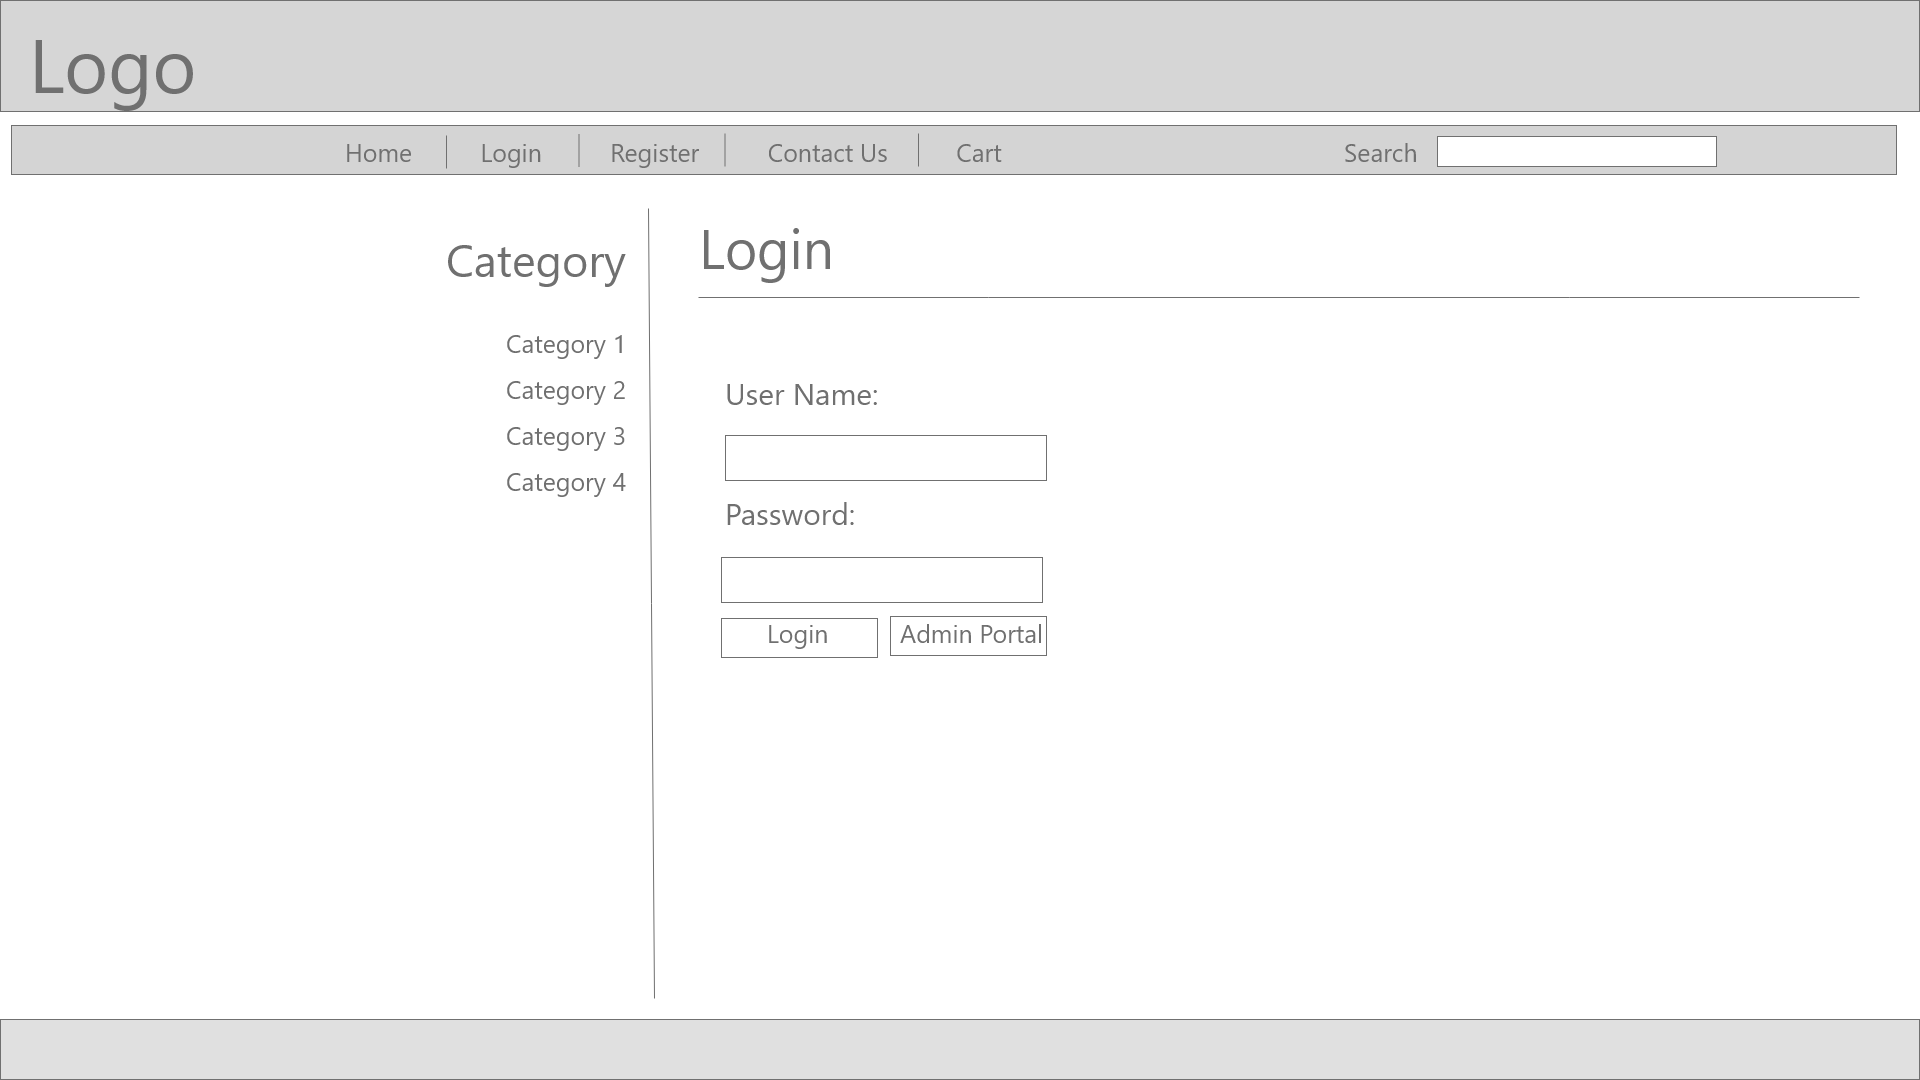 Logo
Home Login Register Contact Us Cart Search
Category
Category 1
Category 2
Category 3
Category 4
Login
User Name:
Password:
Login Admin Portal